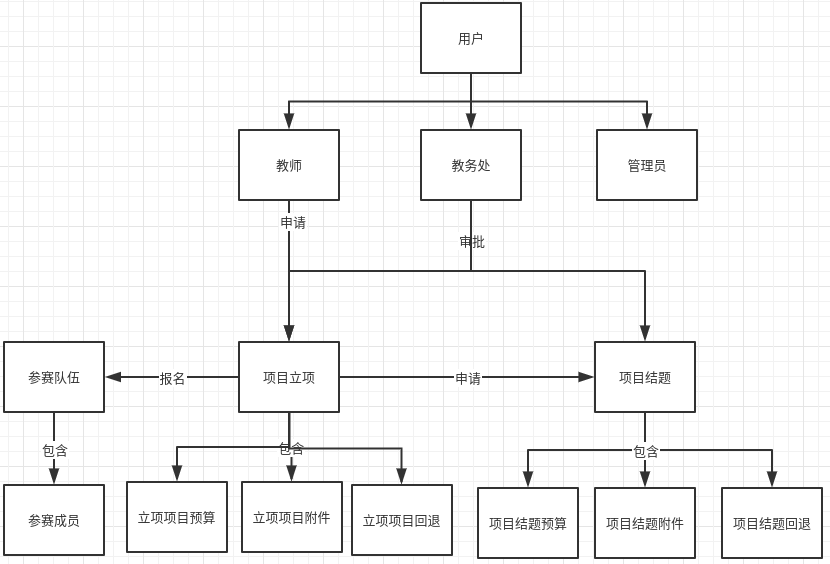 用户
教师
教务处
管理员
申请
审批
参赛队伍
报名
项目立项
申请
项目结题
包含
包含
包含
参赛成员
立项项目预算
立项项目附件
立项项目回退
项目结题预算
项目结题附件
项目结题回退